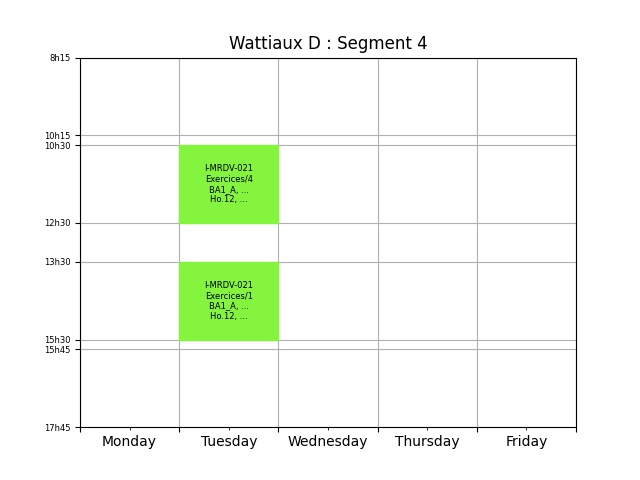 Wattiaux D : Segment 4
8h15
10h15
10h30
I-MRDV-021
Exercices/4
BA1_A, ...
Ho.12, ...
12h30
13h30
I-MRDV-021
Exercices/1
BA1_A, ...
Ho.12, ...
15h30
15h45
17h45
Monday Tuesday Wednesday Thursday Friday